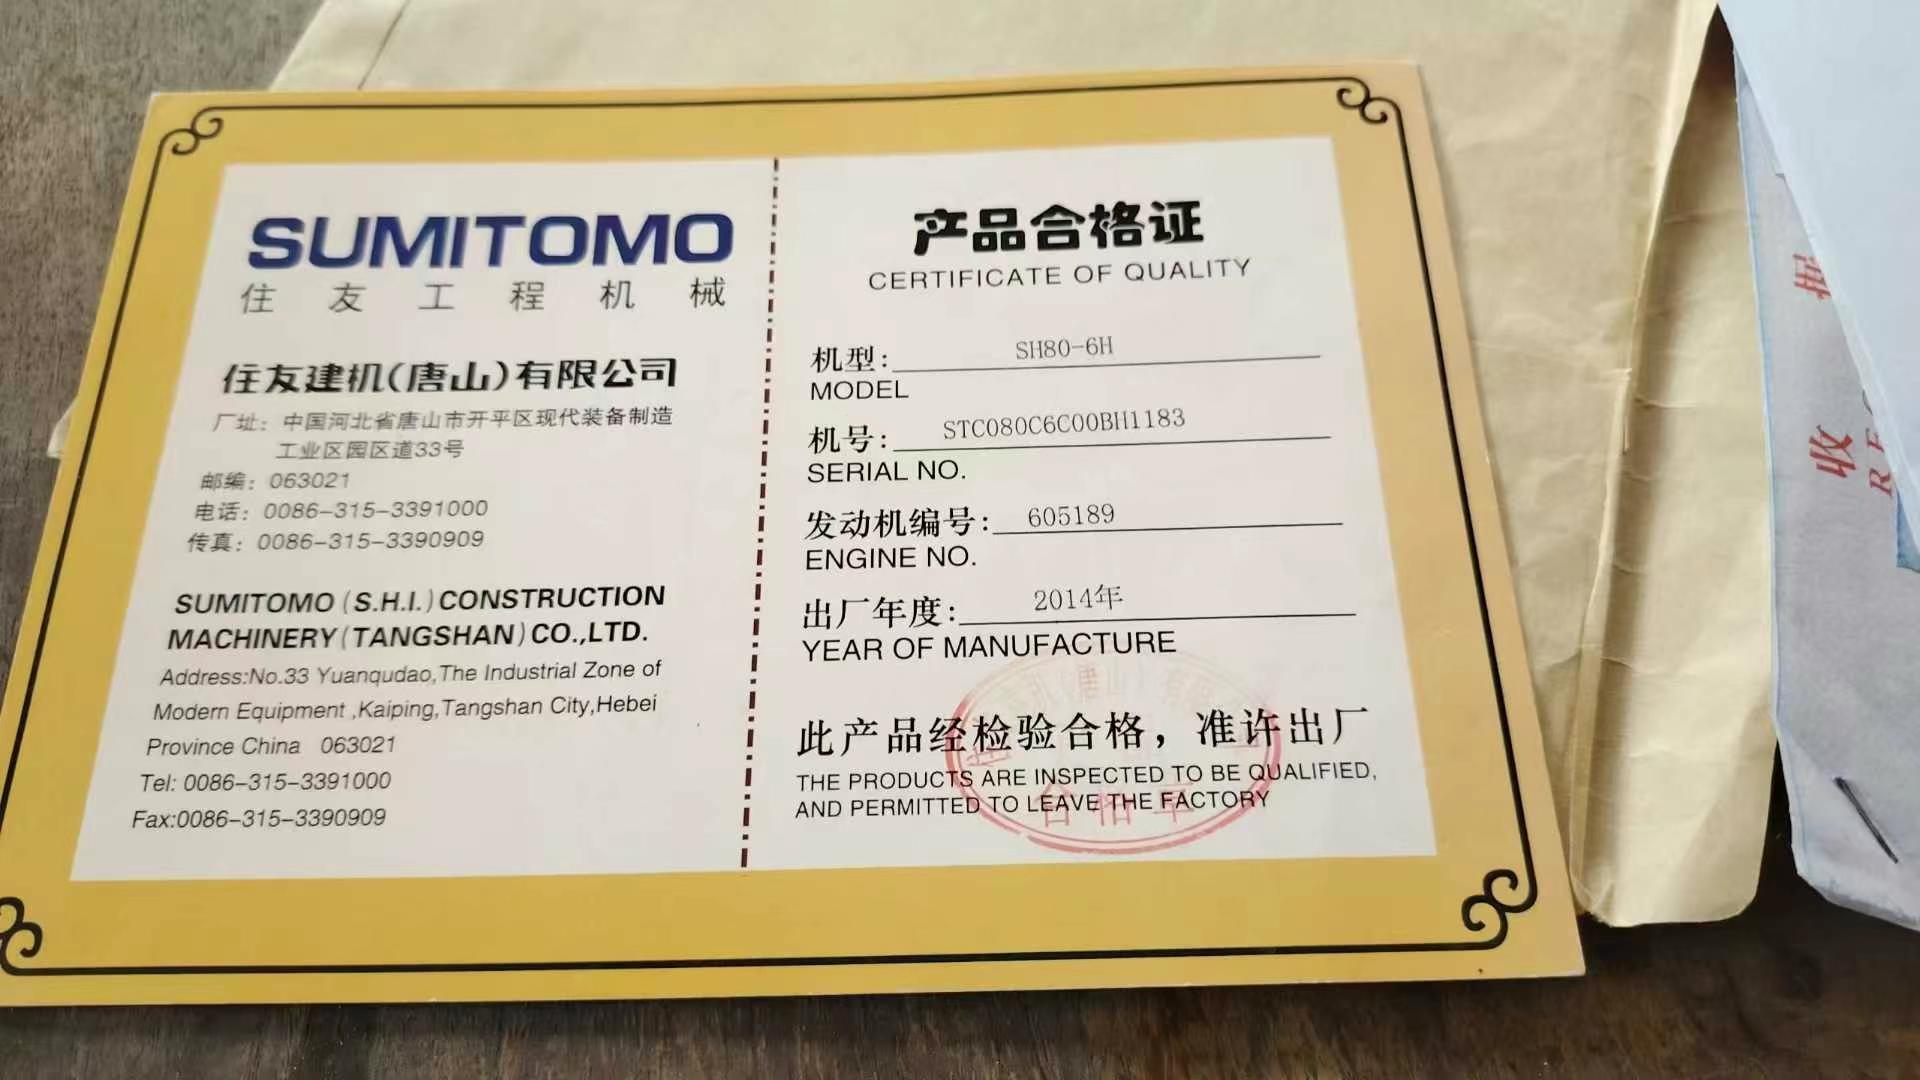 SUMITOMO
住友工程机械
住友建机(唐山)有限公司
厂址：中国河北省唐山市开平区现代装备制造
工业区园区道33号
邮编：063021
电话：0086-315-3391000
传真：0086-315-3390909
SUMITOMO (S.H.I.) CONSTRUCTION
MACHINERY (TANGSHAN) CO.,LTD.
Address:No.33 Yuanqudao,The Industrial Zone of
Modern Equipment ,Kaiping,Tangshan City,Hebei
Province China 063021
Tel: 0086-315-3391000
Fax:0086-315-3390909
产品合格证
CERTIFICATE OF QUALITY
机型: SH80-6H
MODEL
机号: STC080C6C00BH1183
SERIAL NO.
发动机编号: 605189
ENGINE NO.
出厂年度: 2014年
YEAR OF MANUFACTURE
此产品经检验合格，准许出厂
THE PRODUCTS ARE INSPECTED TO BE QUALIFIED,
AND PERMITTED TO LEAVE THE FACTORY
合格章
收